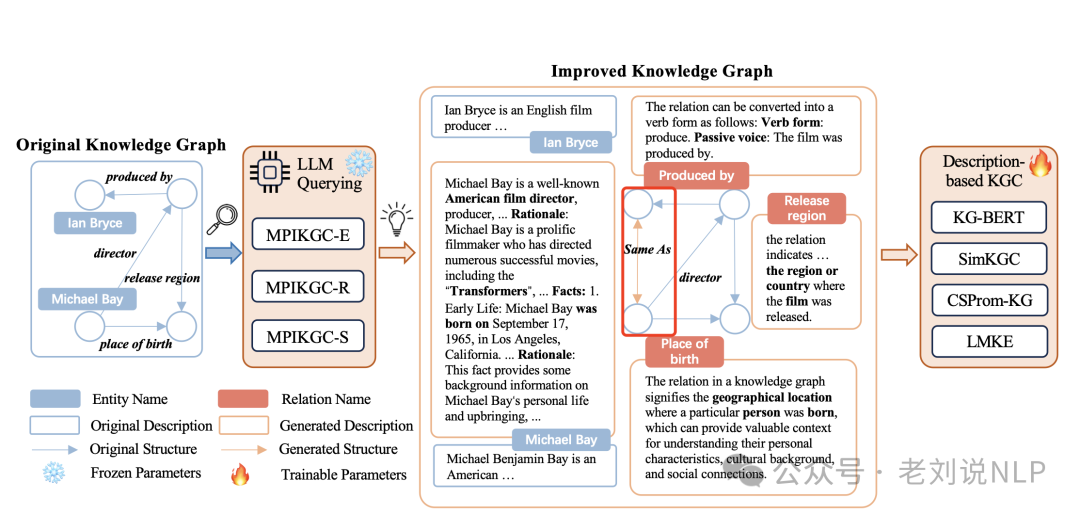 Improved Knowledge Graph
Original Knowledge Graph
produced by
Ian Bryce
director
release region
Michael Bay
place of birth
LLM
Querying
MPIKGC-E
MPIKGC-R
MPIKGC-S
Ian Bryce is an English film
producer …
Ian Bryce
The relation can be converted into a
verb form as follows: Verb form:
produce. Passive voice: The film was
produced by.
Produced by
Michael Bay is a well-known
American film director,
producer, ... Rationale:
Michael Bay is a prolific
filmmaker who has directed
numerous successful movies,
including the
“Transformers", ... Facts: 1.
Early Life: Michael Bay was
born on September 17,
1965, in Los Angeles,
California. ... Rationale:
This fact provides some
background information on
Michael Bay's personal life
and upbringing, ...
Michael Bay
Michael Benjamin Bay is an
American …
Same As
director
Release
region
the relation
indicates …
the region or
country where
the film was
released.
Place of
birth
The relation in a knowledge graph
signifies the geographical location
where a particular person was born,
which can provide valuable context
for understanding their personal
characteristics, cultural background,
and social connections.
Description-
based KGC
KG-BERT
SimKGC
CSProm-KG
LMKE
Entity Name
Relation Name
Original Description
Generated Description
Original Structure
Generated Structure
Frozen Parameters
Trainable Parameters
公众号 · 老刘说NLP